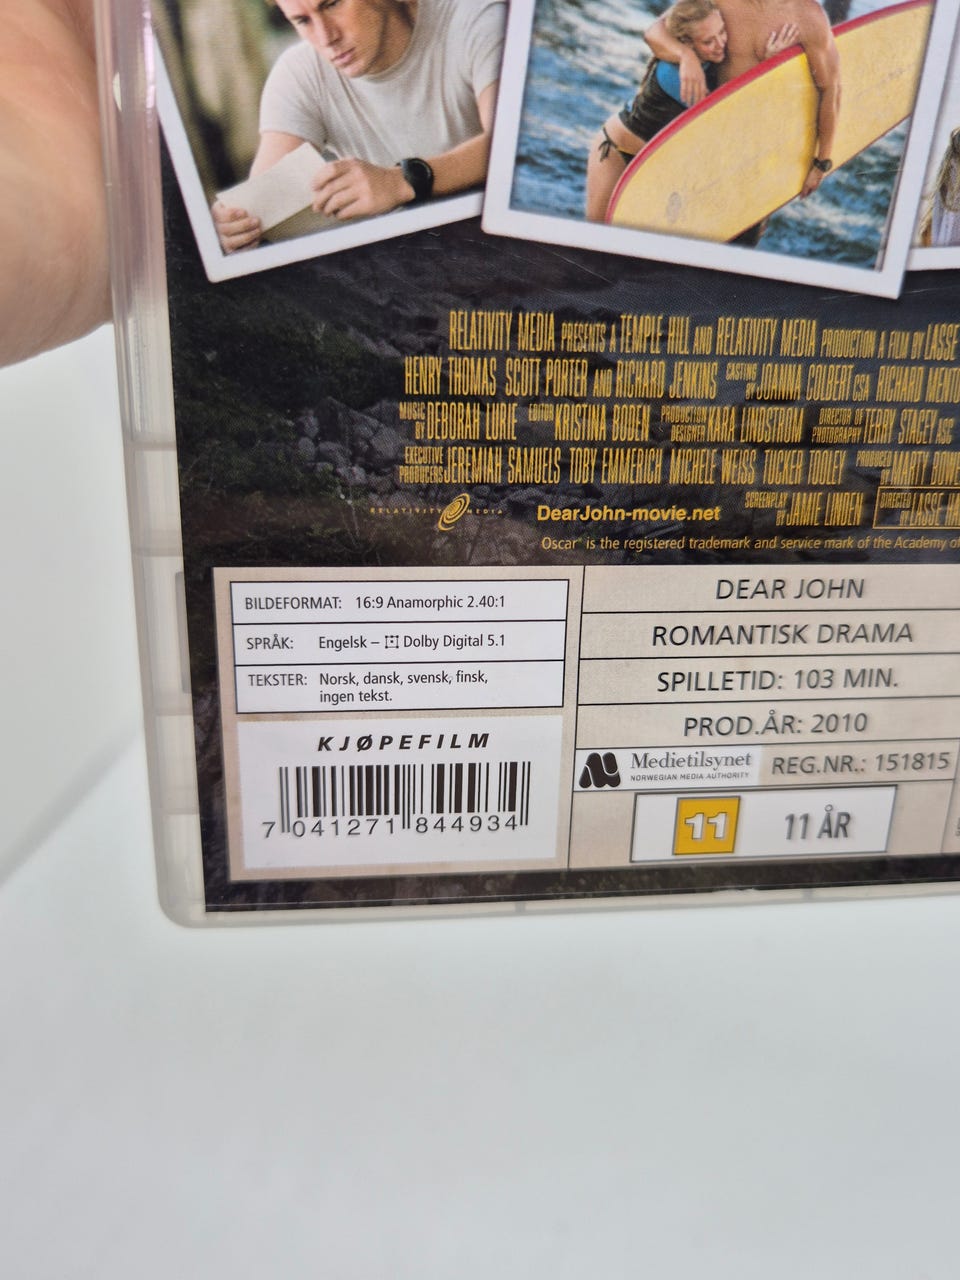 RELATIVITY MEDIA PRESENTS A TEMPLE HILL AND RELATIVITY MEDIA PRODUCTION A FILM BY LASSE
HENRY THOMAS SCOTT PORTER AND RICHARD JENKINS CASTING BY JOANNA COLBERT CSA RICHARD
MUSIC BY DEBORAH LURIE EDITOR KRISTINA BODEN PRODUCTION DESIGNER KARA LINDSTROM DIRECTOR OF PHOTOGRAPHY TERRY STACEY ASC
EXECUTIVE PRODUCERS JEREMIAH SAMUELS TOBY EMMERICH MICHELE WEISS TUCKER TOOLEY PRODUCED BY MARTY
SCREENPLAY BY JAMIE LINDEN DIRECTED BY LASSE
RELATIVITY MEDIA
DearJohn-movie.net
Oscar® is the registered trademark and service mark of the Academy of
BILDEFORMAT: 16:9 Anamorphic 2.40:1
SPRÅK: Engelsk – Dolby Digital 5.1
TEKSTER: Norsk, dansk, svensk, finsk,
ingen tekst.
KJØPEFILM
7 041271 844934
DEAR JOHN
ROMANTISK DRAMA
SPILLETID: 103 MIN.
PROD.ÅR: 2010
Medietilsynet
NORWEGIAN MEDIA AUTHORITY
REG.NR.: 151815
11 11 ÅR